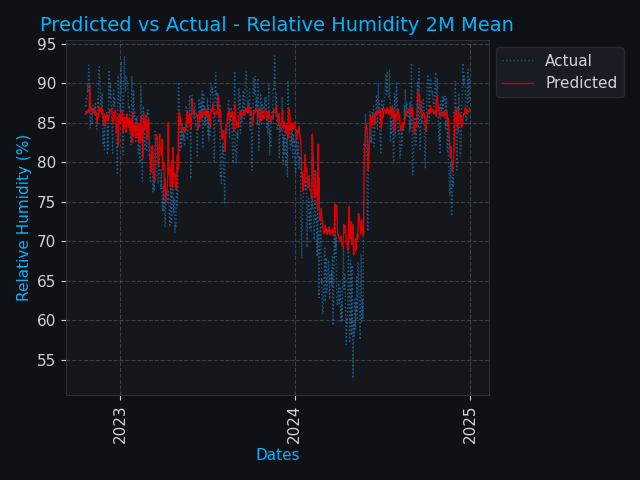 Predicted vs Actual - Relative Humidity 2M Mean
Actual
Predicted
Relative Humidity (%)
95
90
85
80
75
70
65
60
55
2023
2024
2025
Dates